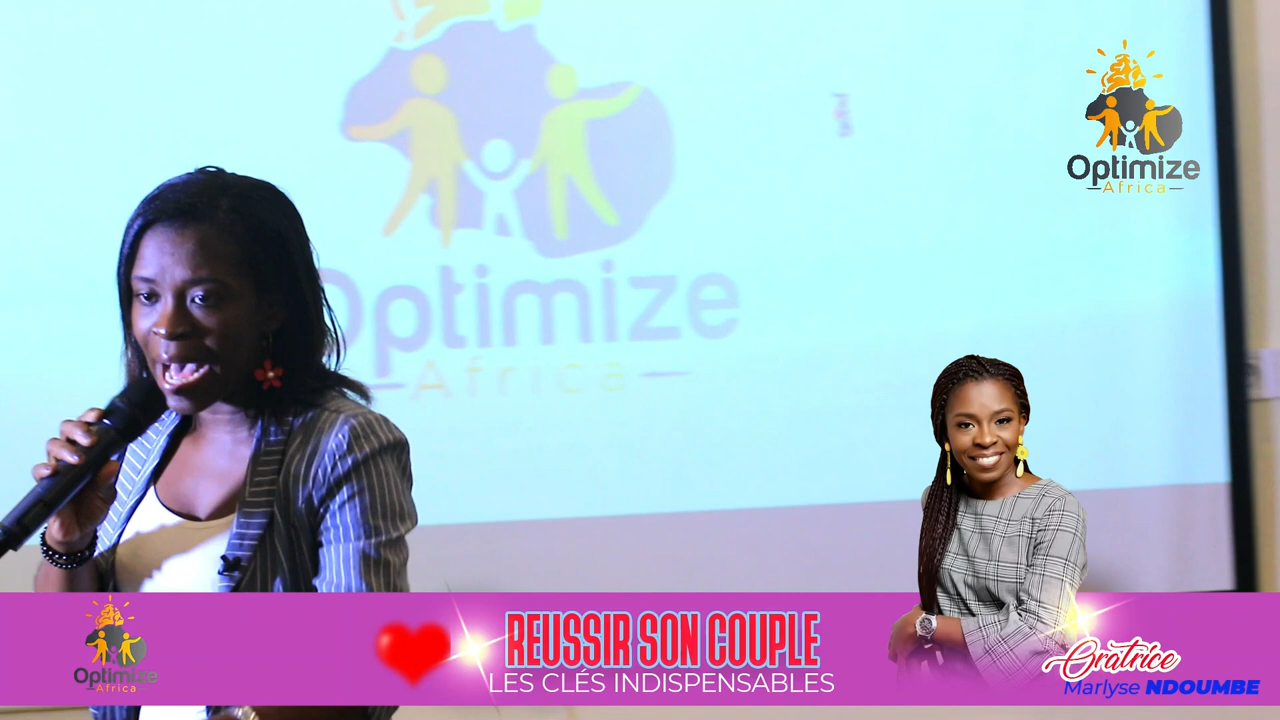 Optimize
Africa
Optimize
Africa
Optimize
Africa
REUSSIR SON COUPLE
LES CLÉS INDISPENSABLES
Oratrice
Marlyse NDOUMBE